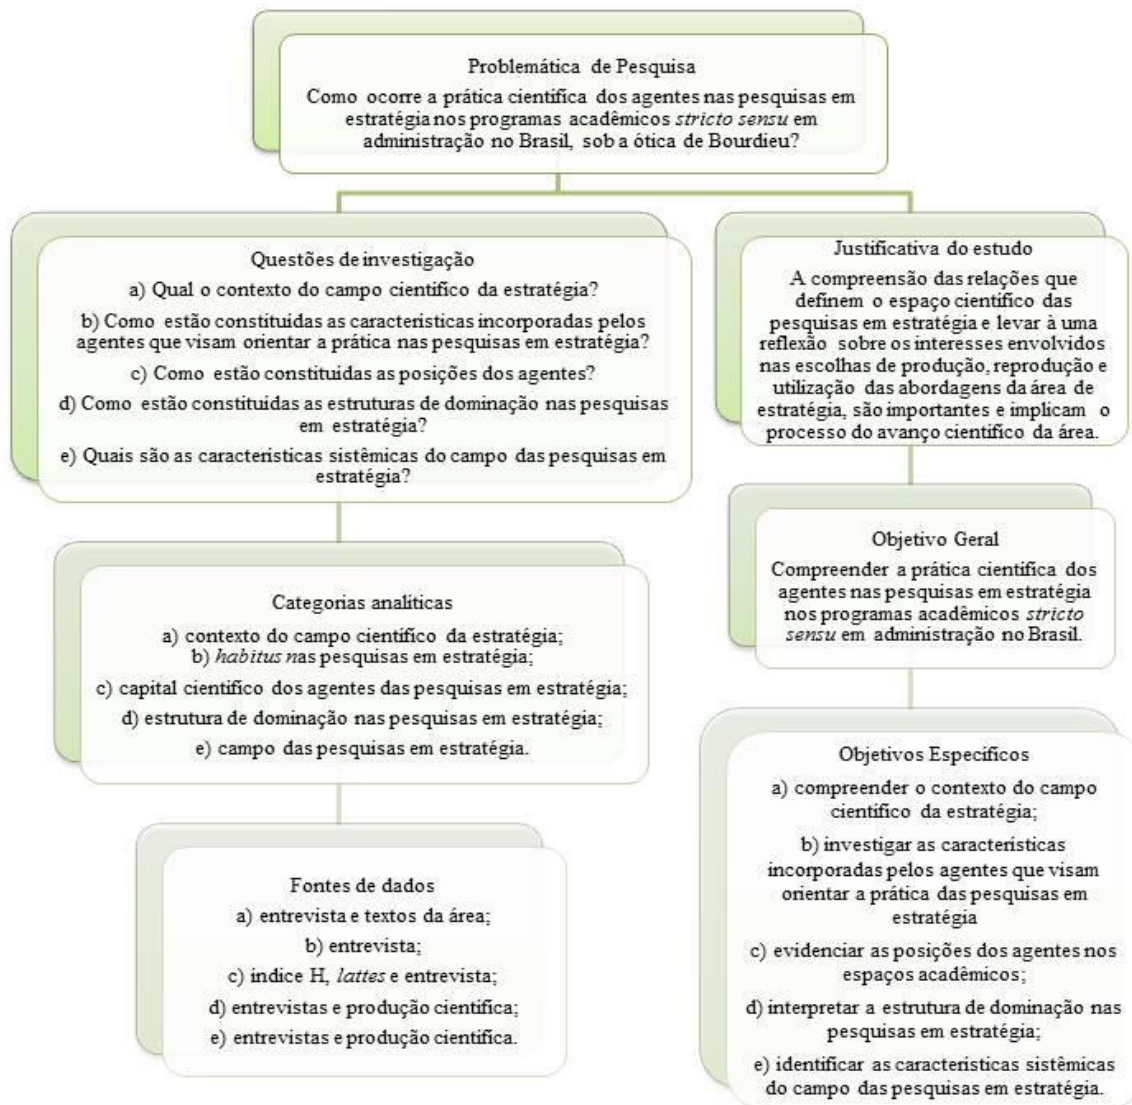 Problemática de Pesquisa
Como ocorre a prática científica dos agentes nas pesquisas em
estratégia nos programas acadêmicos stricto sensu em
administração no Brasil, sob a ótica de Bourdieu?
Questões de investigação
a) Qual o contexto do campo científico da estratégia?
b) Como estão constituidas as características incorporadas pelos
agentes que visam orientar a prática nas pesquisas em estratégia?
c) Como estão constituidas as posições dos agentes?
d) Como estão constituidas as estruturas de dominação nas pesquisas
em estratégia?
e) Quais são as características sistêmicas do campo das pesquisas em
estratégia?
Categorias analíticas
a) contexto do campo científico da estratégia;
b) habitus nas pesquisas em estratégia;
c) capital científico dos agentes das pesquisas em estratégia;
d) estrutura de dominação nas pesquisas em estratégia;
e) campo das pesquisas em estratégia.
Fontes de dados
a) entrevista e textos da área;
b) entrevista;
c) índice H, lattes e entrevista;
d) entrevistas e produção científica;
e) entrevistas e produção científica.
Justificativa do estudo
A compreensão das relações que
definem o espaço científico das
pesquisas em estratégia e levar à uma
reflexão sobre os interesses envolvidos
nas escolhas de produção, reprodução e
utilização das abordagens da área de
estratégia, são importantes e implicam o
processo do avanço científico da área.
Objetivo Geral
Compreender a prática científica dos
agentes nas pesquisas em estratégia
nos programas acadêmicos stricto
sensu em administração no Brasil.
Objetivos Específicos
a) compreender o contexto do campo
científico da estratégia;
b) investigar as características
incorporadas pelos agentes que visam
orientar a prática das pesquisas em
estratégia
c) evidenciar as posições dos agentes nos
espaços acadêmicos;
d) interpretar a estrutura de dominação nas
pesquisas em estratégia;
e) identificar as características sistêmicas
do campo das pesquisas em estratégia.